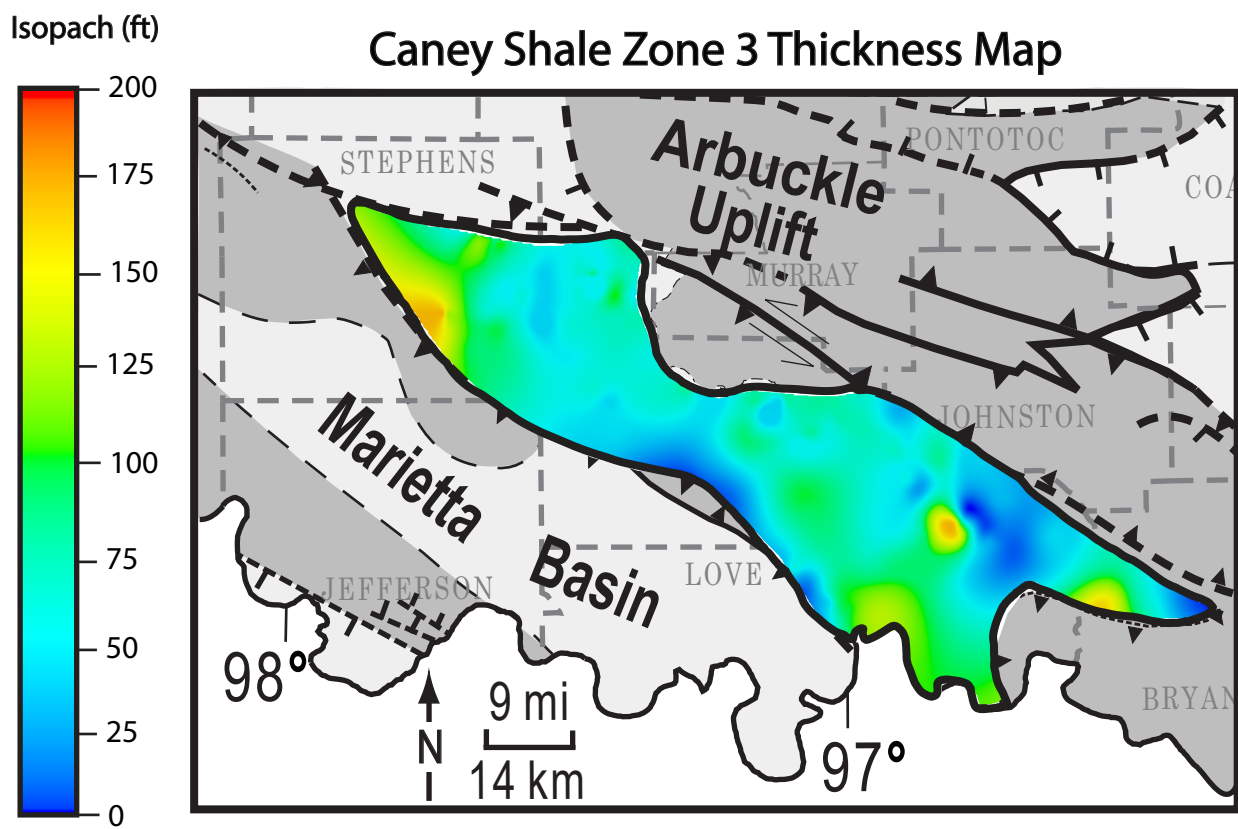 Isopach (ft)
Caney Shale Zone 3 Thickness Map
200
175
150
125
100
75
50
25
0
STEPHENS
Arbuckle
Uplift
PONTOTOC
COA
MURRAY
JOHNSTON
Marietta
Basin
LOVE
JEFFERSON
BRYAN
98°
97°
N
9 mi
14 km